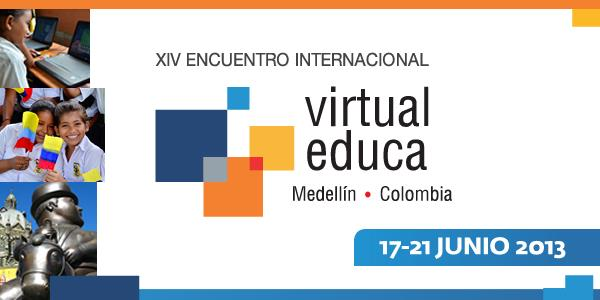 XIV ENCUENTRO INTERNACIONAL
virtual
educa
Medellín • Colombia
17-21 JUNIO 2013